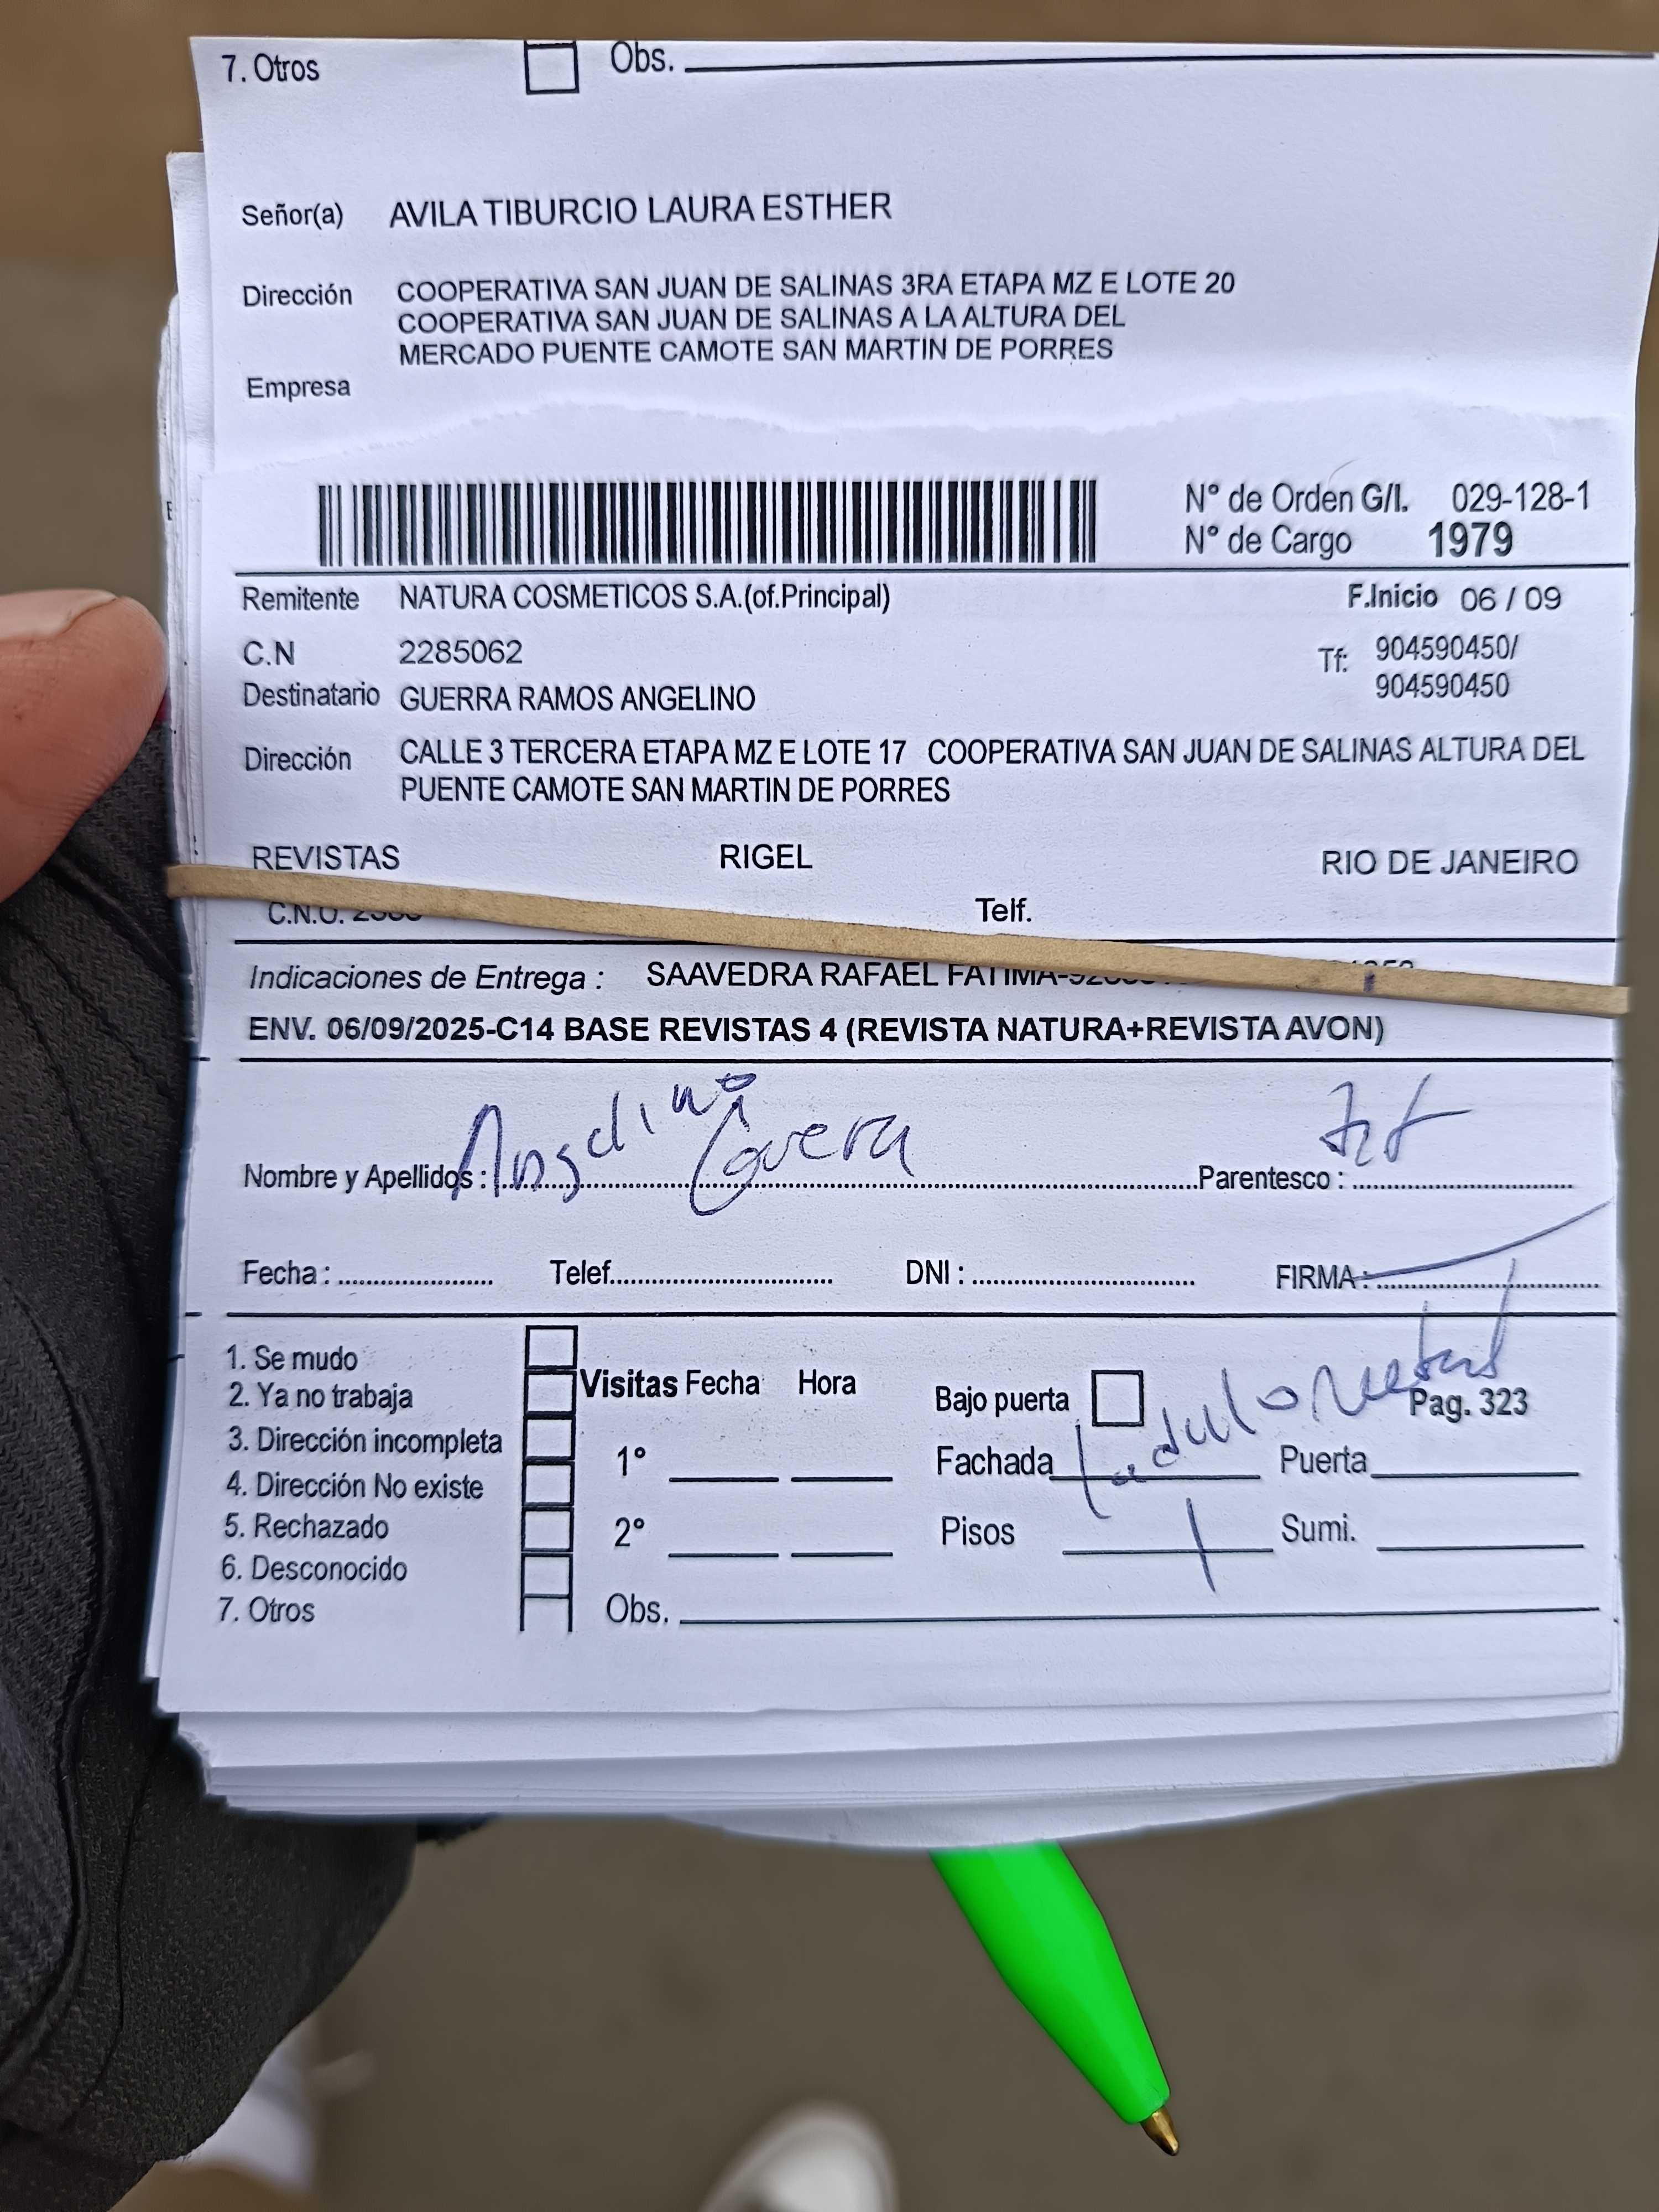 7. Otros Obs.
Señor(a) AVILA TIBURCIO LAURA ESTHER
Dirección COOPERATIVA SAN JUAN DE SALINAS 3RA ETAPA MZ E LOTE 20
COOPERATIVA SAN JUAN DE SALINAS A LA ALTURA DEL
MERCADO PUENTE CAMOTE SAN MARTIN DE PORRES
Empresa
N° de Orden G/I. 029-128-1
N° de Cargo 1979
Remitente NATURA COSMETICOS S.A.(of.Principal) F.Inicio 06 / 09
C.N 2285062 Tf: 904590450/
904590450
Destinatario GUERRA RAMOS ANGELINO
Dirección CALLE 3 TERCERA ETAPA MZ E LOTE 17 COOPERATIVA SAN JUAN DE SALINAS ALTURA DEL
PUENTE CAMOTE SAN MARTIN DE PORRES
REVISTAS RIGEL RIO DE JANEIRO
C.N.O. Telf.
Indicaciones de Entrega : SAAVEDRA RAFAEL FATIMA
ENV. 06/09/2025-C14 BASE REVISTAS 4 (REVISTA NATURA+REVISTA AVON)
Nombre y Apellidos : Angelino Guerra Parentesco : Tit
Fecha : Telef. DNI : FIRMA :
1. Se mudo
2. Ya no trabaja Visitas Fecha Hora Bajo puerta Pag. 323
3. Dirección incompleta 1° Fachada Ladrillo Puerta Metal
4. Dirección No existe
5. Rechazado 2° Pisos 1 Sumi.
6. Desconocido
7. Otros Obs.